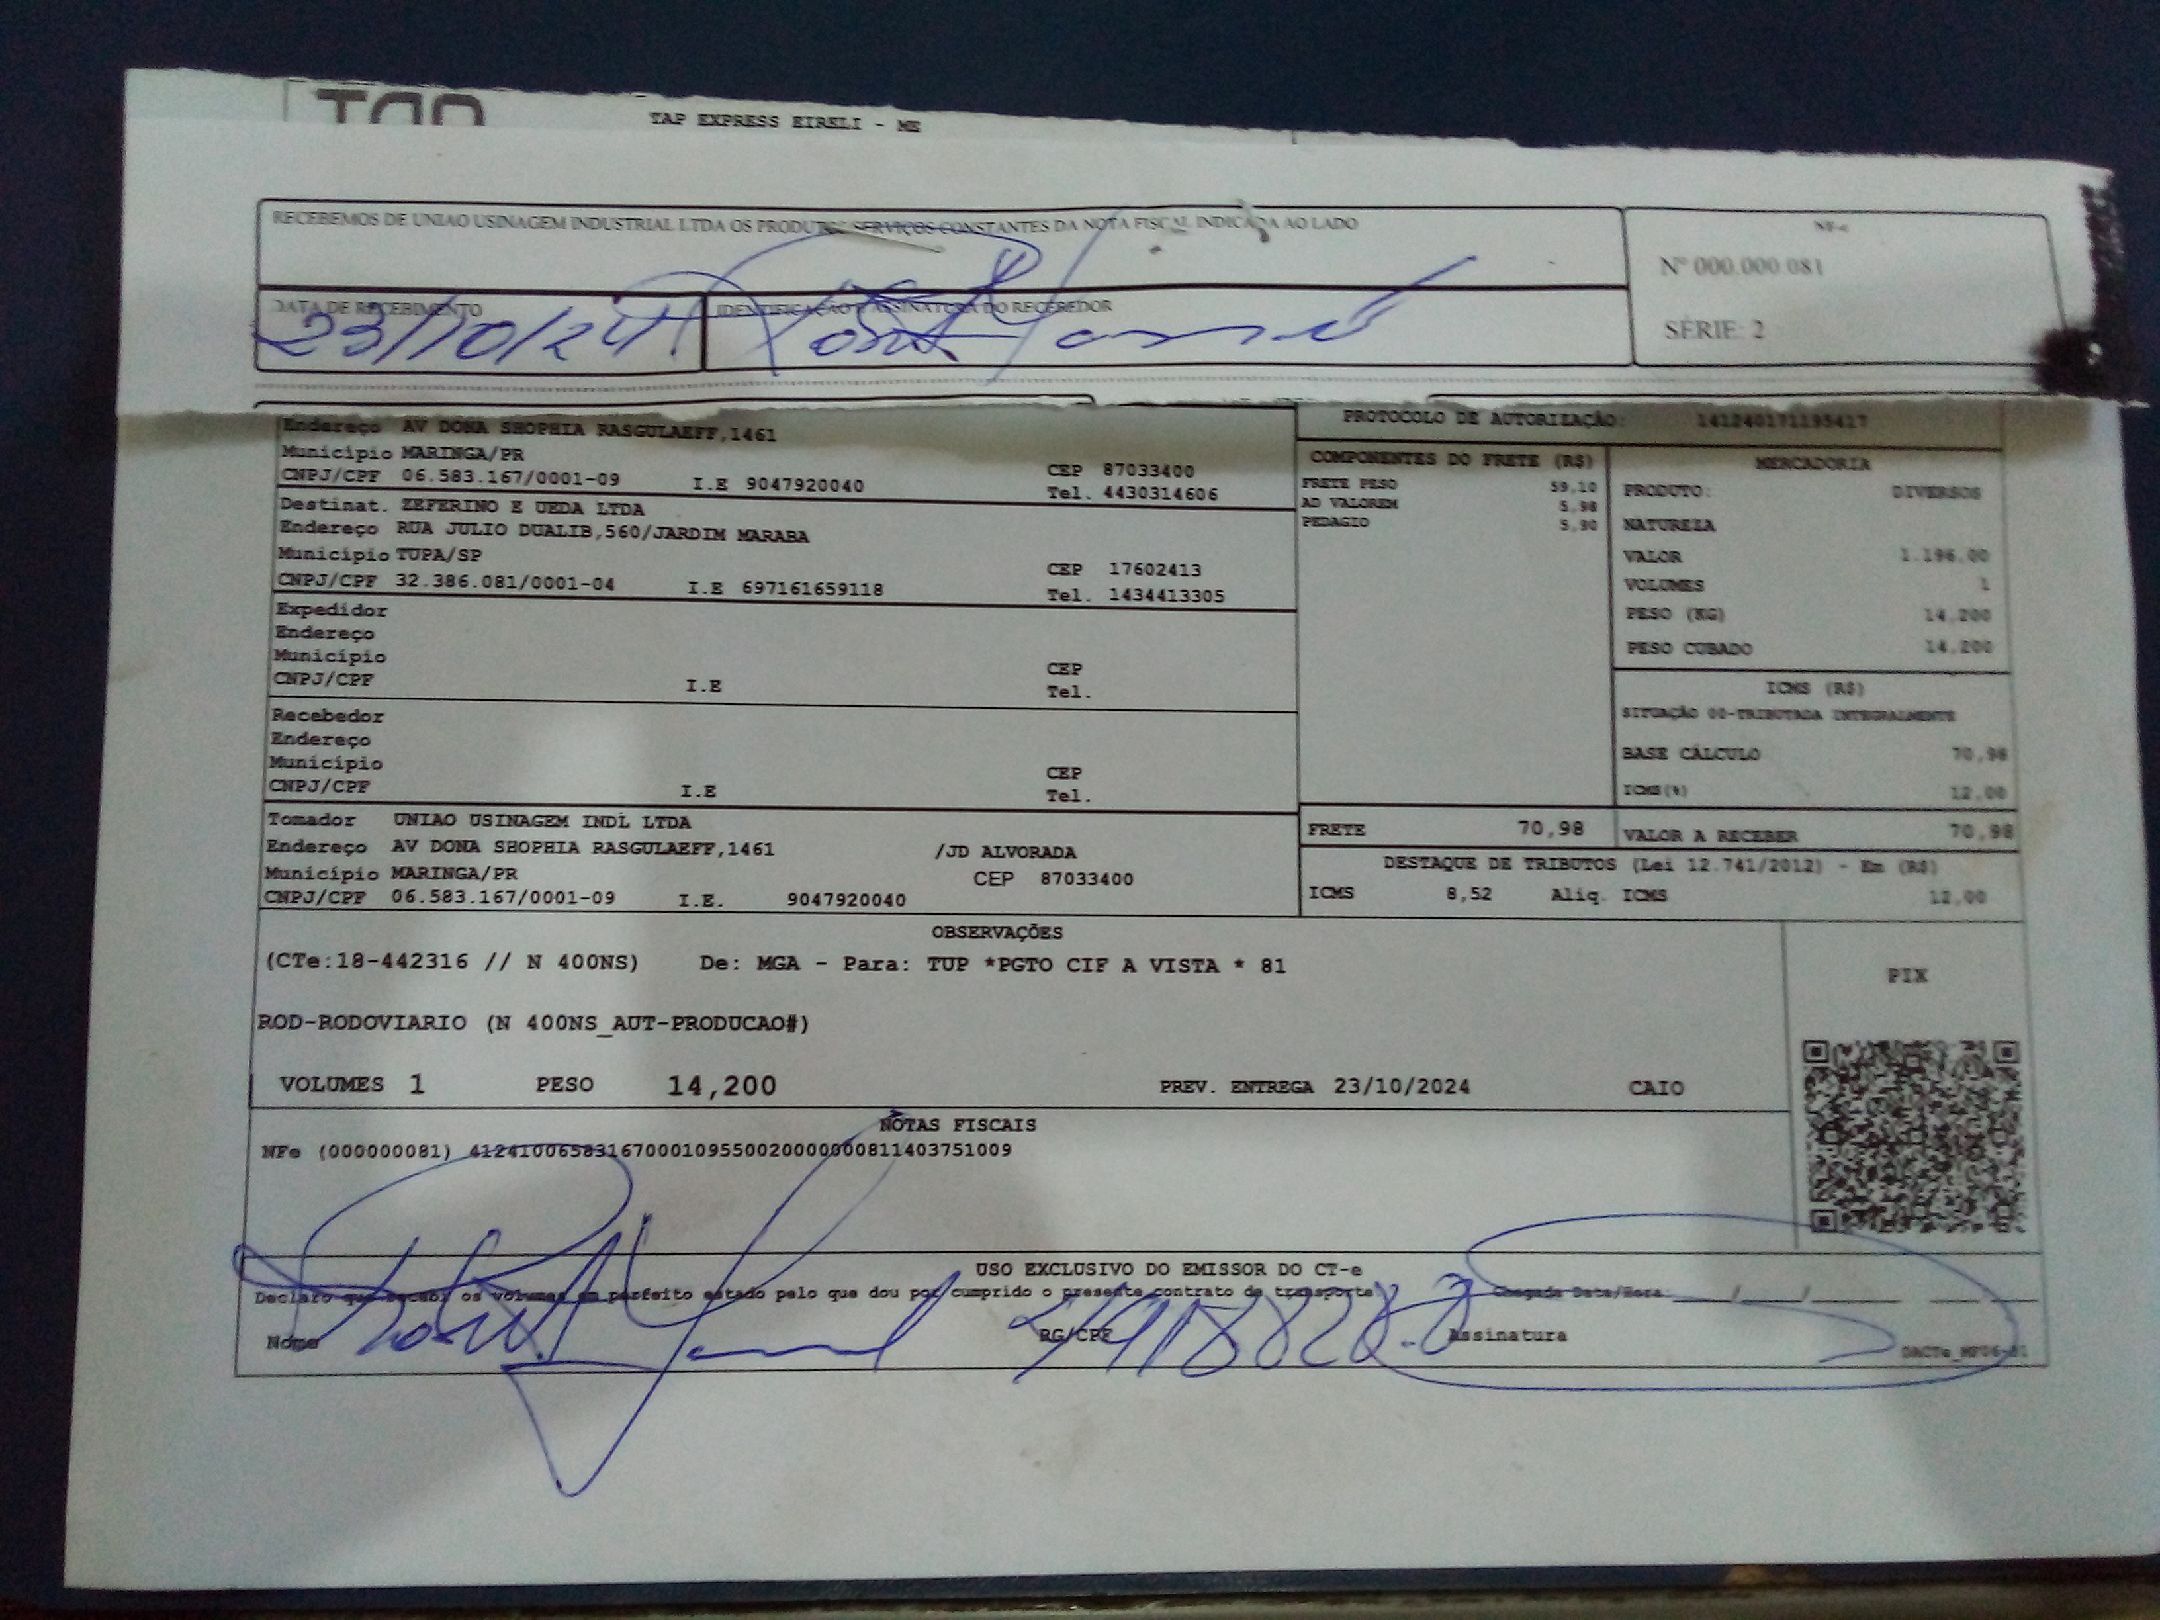 TAP EXPRESS EIRELI - ME
RECEBEMOS DE UNIAO USINAGEM INDUSTRIAL LTDA OS PRODUTOS SERVIÇOS CONSTANTES DA NOTA FISCAL INDICADA AO LADO
NF-e
Nº 000.000.081
SÉRIE: 2
DATA DE RECEBIMENTO
IDENTIFICAÇÃO E ASSINATURA DO RECEBEDOR
23/10/24
Endereço AV DONA SHOPHIA RASGULAEFF,1461
Município MARINGA/PR
CEP 87033400
CNPJ/CPF 06.583.167/0001-09 I.E 9047920040 Tel. 4430314606
Destinat. ZEFERINO E UEDA LTDA
Endereço RUA JULIO DUALIB,560/JARDIM MARABA
Município TUPA/SP CEP 17602413
CNPJ/CPF 32.386.081/0001-04 I.E 697161659118 Tel. 1434413305
Expedidor
Endereço
Município CEP
CNPJ/CPF I.E Tel.
Recebedor
Endereço
Município CEP
CNPJ/CPF I.E Tel.
Tomador UNIAO USINAGEM INDL LTDA
Endereço AV DONA SHOPHIA RASGULAEFF,1461 /JD ALVORADA
Município MARINGA/PR CEP 87033400
CNPJ/CPF 06.583.167/0001-09 I.E. 9047920040
PROTOCOLO DE AUTORIZAÇÃO: 141240171195417
COMPONENTES DO FRETE (R$)
FRETE PESO 59,10
AD VALOREM 5,98
PEDAGIO 5,90
MERCADORIA
PRODUTO: DIVERSOS
NATUREZA
VALOR 1.196,00
VOLUMES 1
PESO (KG) 14,200
PESO CUBADO 14,200
ICMS (R$)
SITUAÇÃO 00-TRIBUTADA INTEGRALMENTE
BASE CÁLCULO 70,98
ICMS(%) 12,00
FRETE 70,98 VALOR A RECEBER 70,98
DESTAQUE DE TRIBUTOS (Lei 12.741/2012) - Em (R$)
ICMS 8,52 Aliq. ICMS 12,00
OBSERVAÇÕES
(CTe:18-442316 // N 400NS) De: MGA - Para: TUP *PGTO CIF A VISTA * 81
ROD-RODOVIARIO (N 400NS_AUT-PRODUCAO#)
PIX
VOLUMES 1 PESO 14,200 PREV. ENTREGA 23/10/2024 CAIO
NOTAS FISCAIS
NFe (000000081) 41241006583167000109550020000000811403751009
USO EXCLUSIVO DO EMISSOR DO CT-e
Declaro que recebi os volumes em perfeito estado pelo que dou por cumprido o presente contrato de transporte Chegada Data/Hora: / /
Nome RG/CPF Assinatura